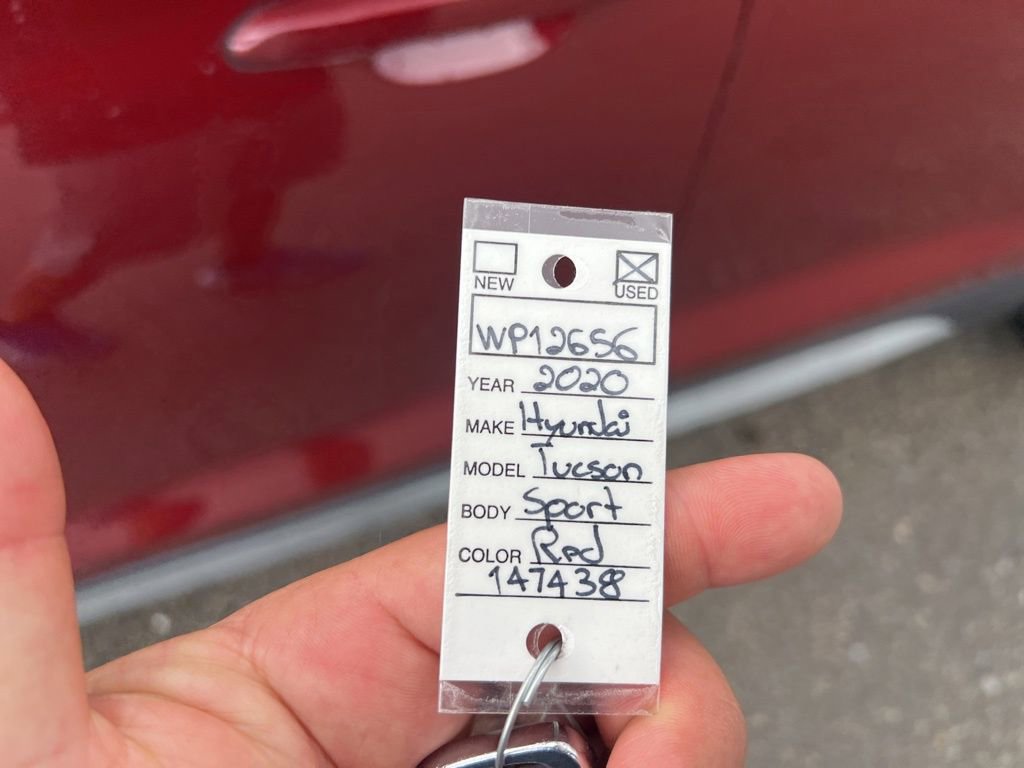 NEW USED
WP12656
YEAR 2020
MAKE Hyundai
MODEL Tucson
BODY Sport
COLOR Red
147438